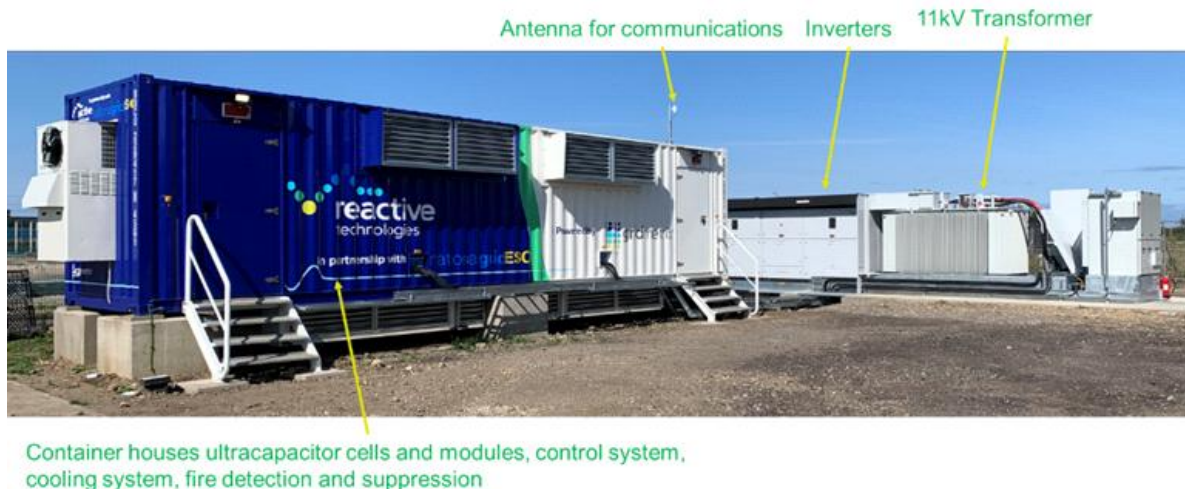 Antenna for communications Inverters 11kV Transformer
reactive
technologies
in partnership with
ESO
Powered
Container houses ultracapacitor cells and modules, control system,
cooling system, fire detection and suppression